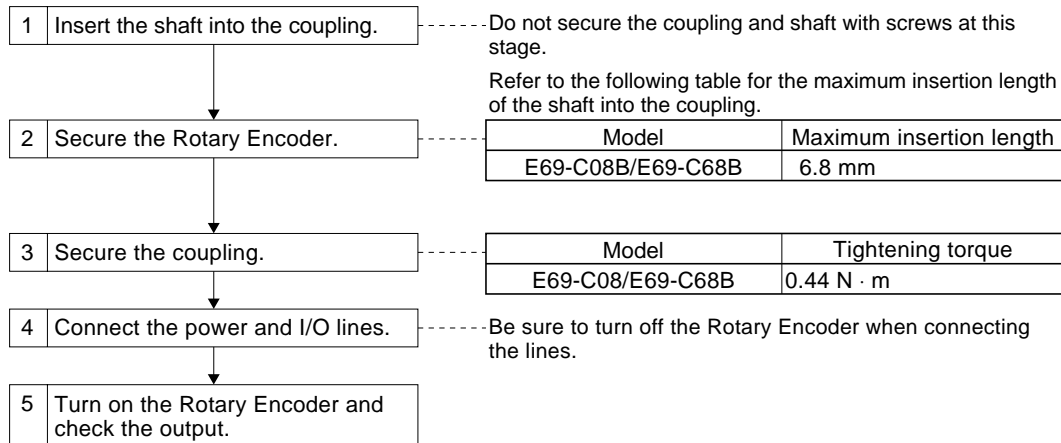 1 Insert the shaft into the coupling.
Do not secure the coupling and shaft with screws at this
stage.
Refer to the following table for the maximum insertion length
of the shaft into the coupling.
2 Secure the Rotary Encoder.
Model Maximum insertion length
E69-C08B/E69-C68B 6.8 mm
3 Secure the coupling.
Model Tightening torque
E69-C08/E69-C68B 0.44 N · m
4 Connect the power and I/O lines.
Be sure to turn off the Rotary Encoder when connecting
the lines.
5 Turn on the Rotary Encoder and
check the output.